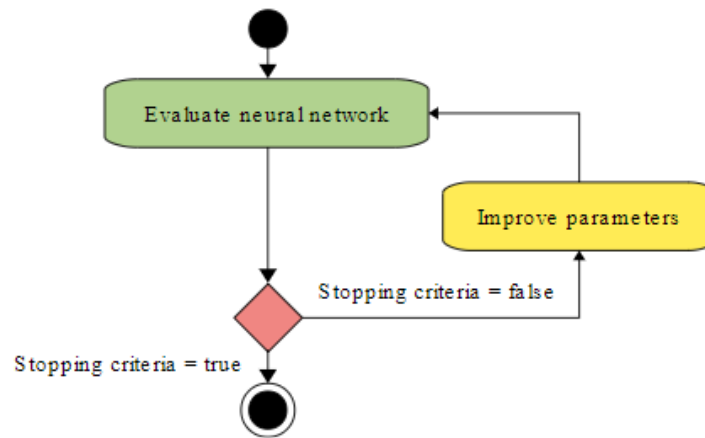 Evaluate neural network
Improve parameters
Stopping criteria = false
Stopping criteria = true